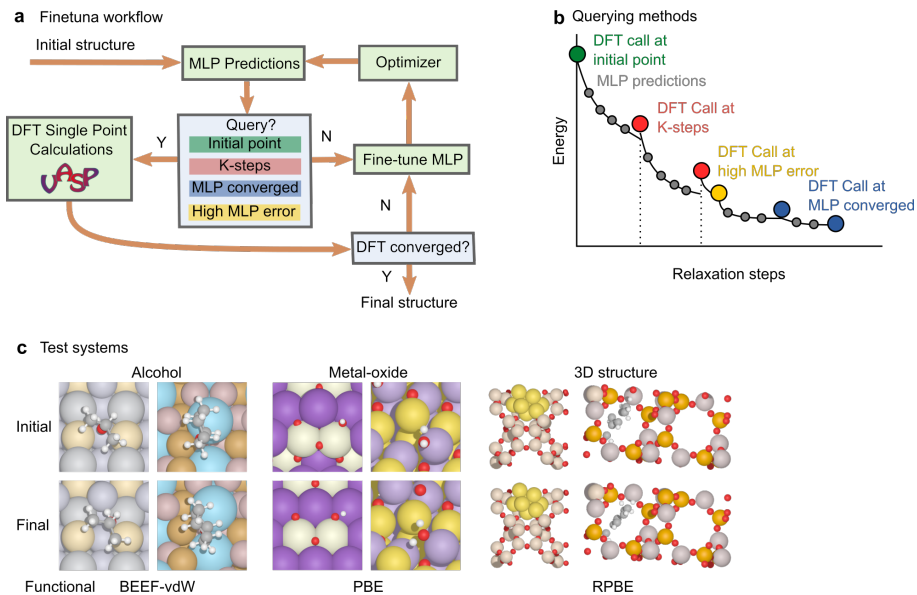 a Finetuna workflow
Initial structure
MLP Predictions
Optimizer
DFT Single Point
Calculations
VASP
Y
Query?
Initial point
K-steps
MLP converged
High MLP error
N
Fine-tune MLP
N
DFT converged?
Y
Final structure
b Querying methods
DFT call at
initial point
MLP predictions
DFT Call at
K-steps
DFT Call at
high MLP error
DFT Call at
MLP converged
Energy
Relaxation steps
c Test systems
Alcohol
Metal-oxide
3D structure
Initial
Final
Functional
BEEF-vdW
PBE
RPBE